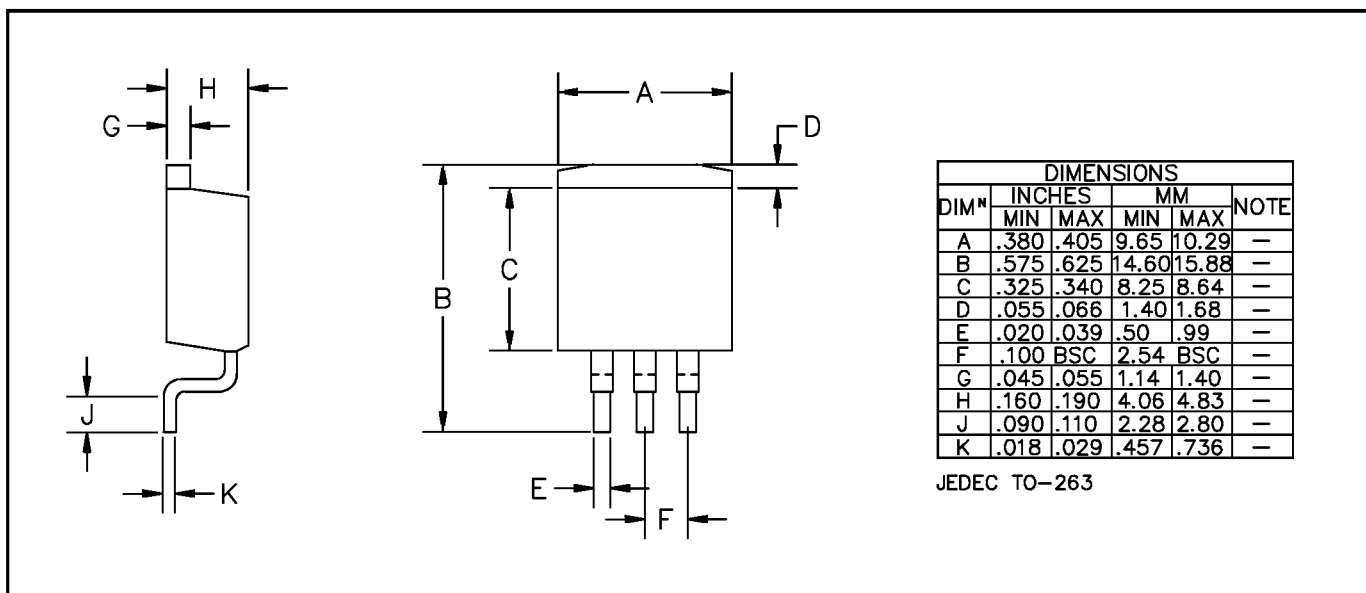 H
G
A
D
C
B
J
K
E
F
DIMENSIONS
DIMᴺ INCHES MM NOTE
MIN MAX MIN MAX
A .380 .405 9.65 10.29 —
B .575 .625 14.60 15.88 —
C .325 .340 8.25 8.64 —
D .055 .066 1.40 1.68 —
E .020 .039 .50 .99 —
F .100 BSC 2.54 BSC —
G .045 .055 1.14 1.40 —
H .160 .190 4.06 4.83 —
J .090 .110 2.28 2.80 —
K .018 .029 .457 .736 —
JEDEC TO-263